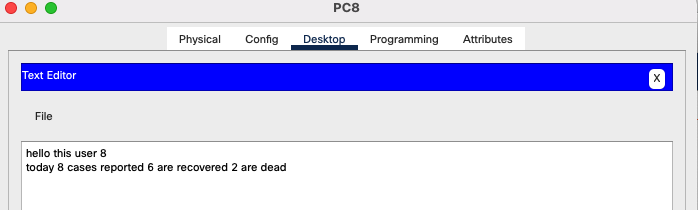 PC8
Physical Config Desktop Programming Attributes
Text Editor X
File
hello this user 8
today 8 cases reported 6 are recovered 2 are dead